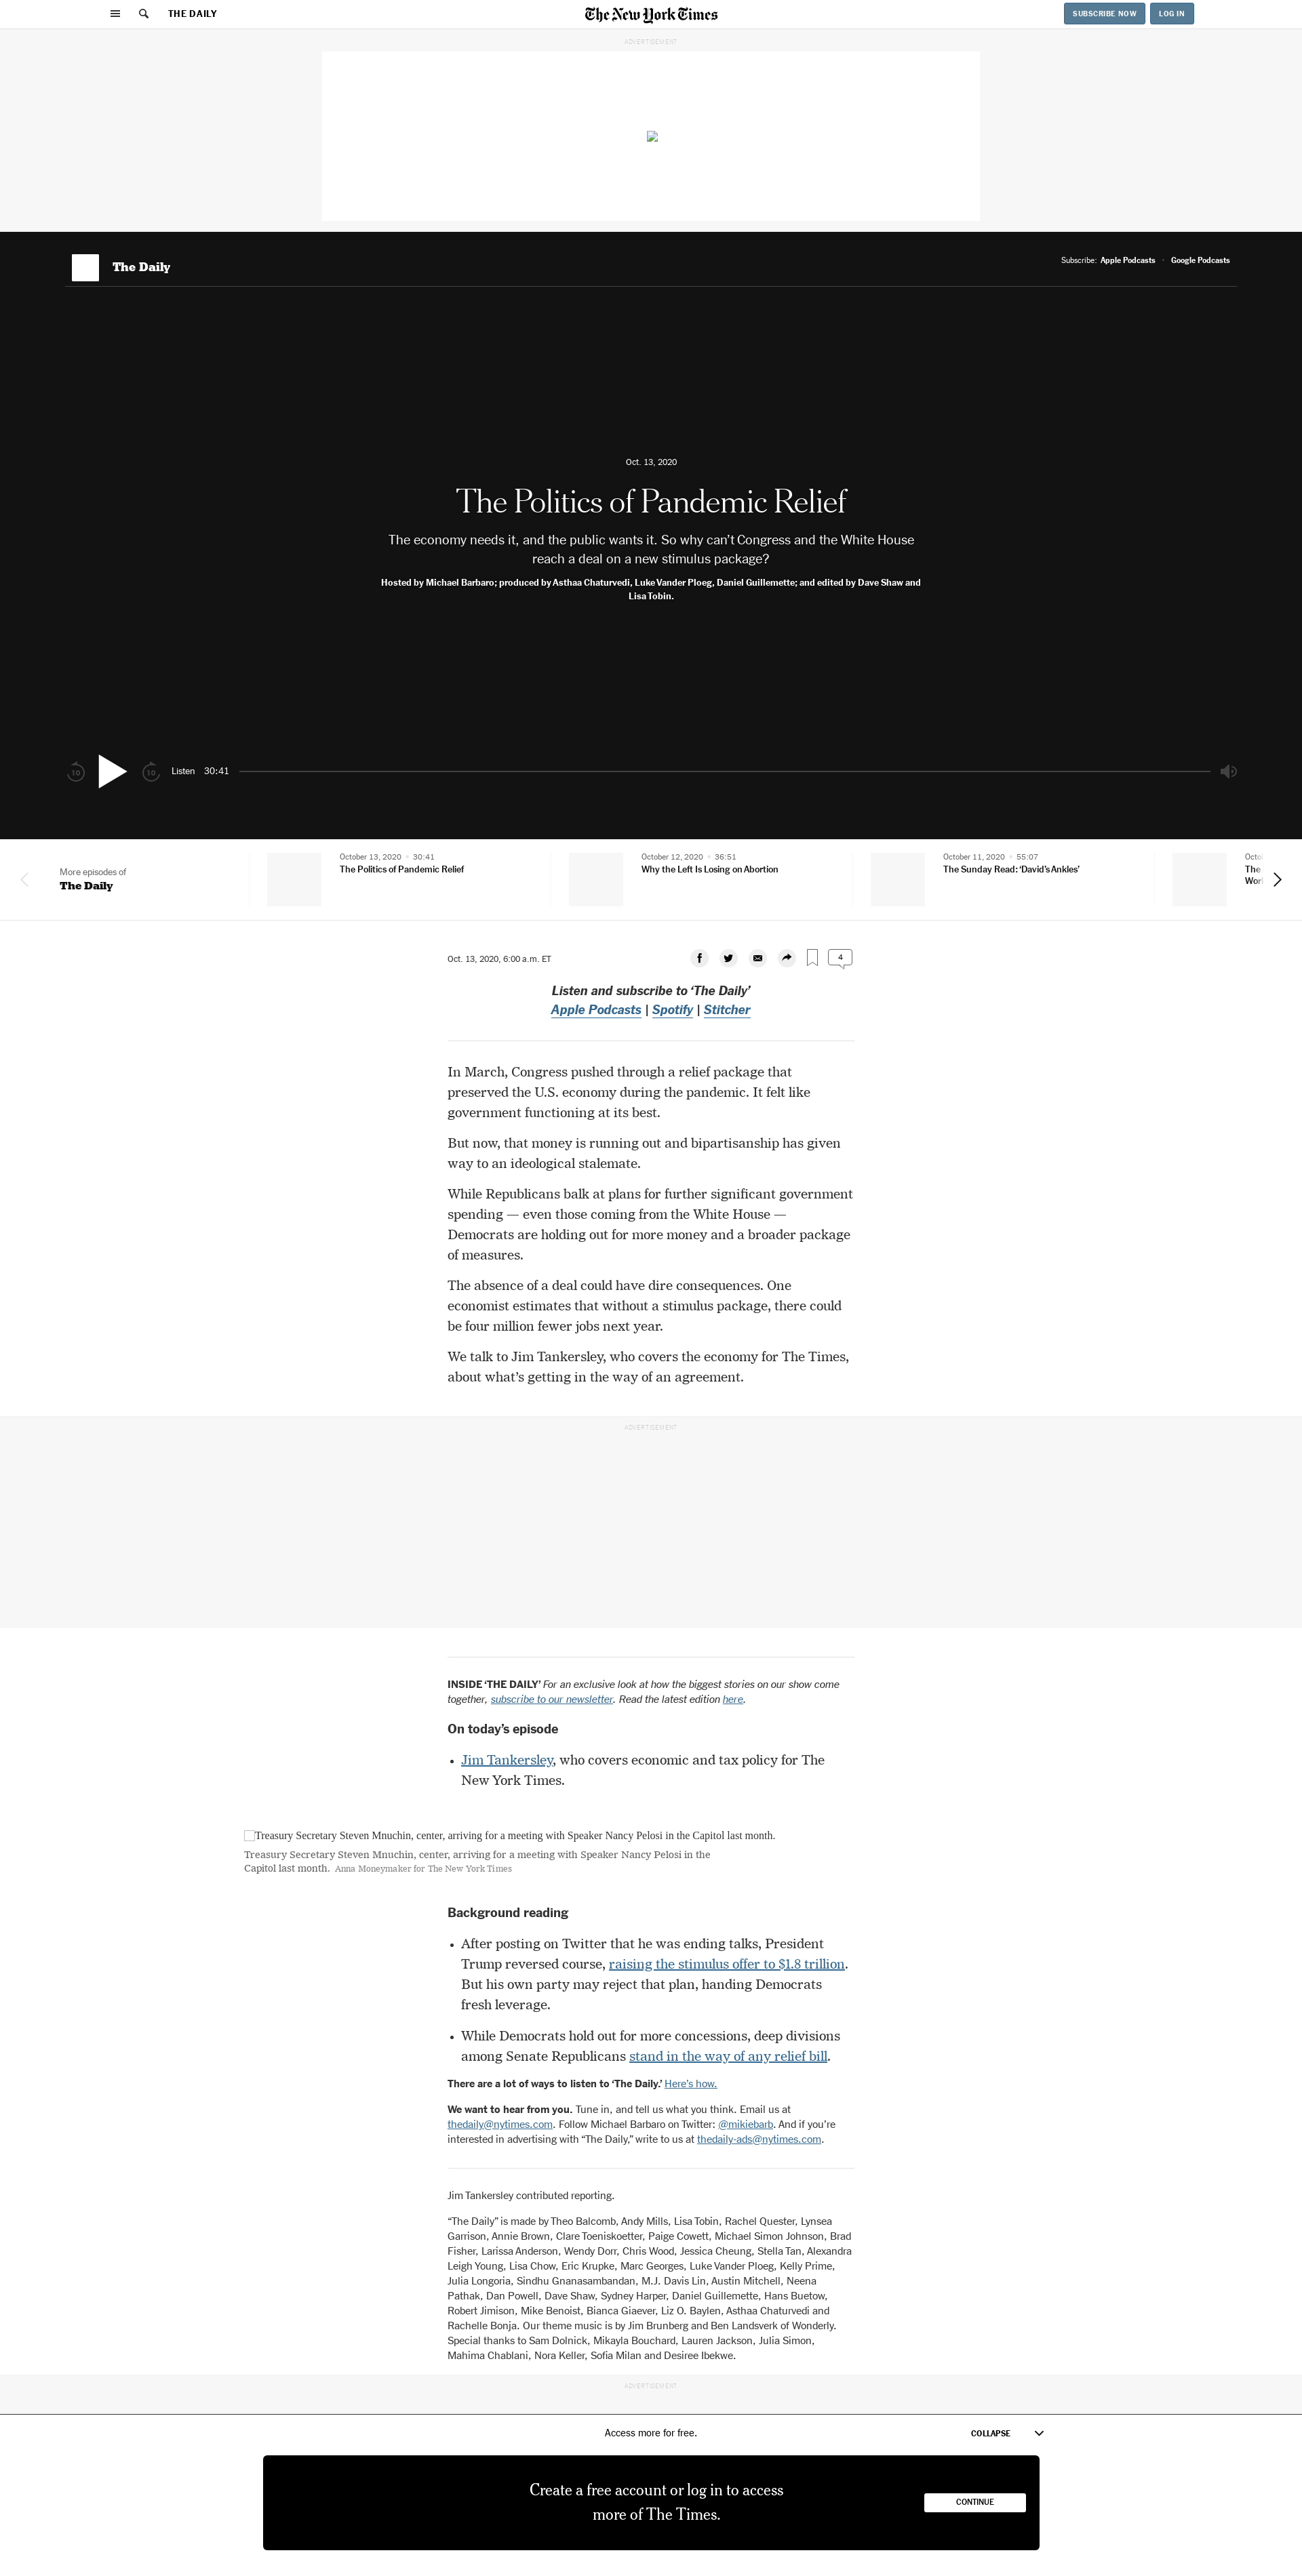 THE DAILY
The New York Times
SUBSCRIBE NOW
LOG IN
ADVERTISEMENT
The Daily
Subscribe: Apple Podcasts • Google Podcasts
Oct. 13, 2020
The Politics of Pandemic Relief
The economy needs it, and the public wants it. So why can’t Congress and the White House
reach a deal on a new stimulus package?
Hosted by Michael Barbaro; produced by Asthaa Chaturvedi, Luke Vander Ploeg, Daniel Guillemette; and edited by Dave Shaw and
Lisa Tobin.
10
10
Listen 30:41
More episodes of
The Daily
October 13, 2020 • 30:41
The Politics of Pandemic Relief
October 12, 2020 • 36:51
Why the Left Is Losing on Abortion
October 11, 2020 • 55:07
The Sunday Read: ‘David’s Ankles’
The
Oct. 13, 2020, 6:00 a.m. ET
4
Listen and subscribe to ‘The Daily’
Apple Podcasts | Spotify | Stitcher
In March, Congress pushed through a relief package that
preserved the U.S. economy during the pandemic. It felt like
government functioning at its best.
But now, that money is running out and bipartisanship has given
way to an ideological stalemate.
While Republicans balk at plans for further significant government
spending — even those coming from the White House —
Democrats are holding out for more money and a broader package
of measures.
The absence of a deal could have dire consequences. One
economist estimates that without a stimulus package, there could
be four million fewer jobs next year.
We talk to Jim Tankersley, who covers the economy for The Times,
about what’s getting in the way of an agreement.
ADVERTISEMENT
INSIDE ‘THE DAILY’ For an exclusive look at how the biggest stories on our show come
together, subscribe to our newsletter. Read the latest edition here.
On today’s episode
• Jim Tankersley, who covers economic and tax policy for The
New York Times.
Treasury Secretary Steven Mnuchin, center, arriving for a meeting with Speaker Nancy Pelosi in the Capitol last month.
Treasury Secretary Steven Mnuchin, center, arriving for a meeting with Speaker Nancy Pelosi in the
Capitol last month. Anna Moneymaker for The New York Times
Background reading
• After posting on Twitter that he was ending talks, President
Trump reversed course, raising the stimulus offer to $1.8 trillion.
But his own party may reject that plan, handing Democrats
fresh leverage.
• While Democrats hold out for more concessions, deep divisions
among Senate Republicans stand in the way of any relief bill.
There are a lot of ways to listen to ‘The Daily.’ Here’s how.
We want to hear from you. Tune in, and tell us what you think. Email us at
thedaily@nytimes.com. Follow Michael Barbaro on Twitter: @mikiebarb. And if you’re
interested in advertising with “The Daily,” write to us at thedaily-ads@nytimes.com.
Jim Tankersley contributed reporting.
“The Daily” is made by Theo Balcomb, Andy Mills, Lisa Tobin, Rachel Quester, Lynsea
Garrison, Annie Brown, Clare Toeniskoetter, Paige Cowett, Michael Simon Johnson, Brad
Fisher, Larissa Anderson, Wendy Dorr, Chris Wood, Jessica Cheung, Stella Tan, Alexandra
Leigh Young, Lisa Chow, Eric Krupke, Marc Georges, Luke Vander Ploeg, Kelly Prime,
Julia Longoria, Sindhu Gnanasambandan, M.J. Davis Lin, Austin Mitchell, Neena
Pathak, Dan Powell, Dave Shaw, Sydney Harper, Daniel Guillemette, Hans Buetow,
Robert Jimison, Mike Benoist, Bianca Giaever, Liz O. Baylen, Asthaa Chaturvedi and
Rachelle Bonja. Our theme music is by Jim Brunberg and Ben Landsverk of Wonderly.
Special thanks to Sam Dolnick, Mikayla Bouchard, Lauren Jackson, Julia Simon,
Mahima Chablani, Nora Keller, Sofia Milan and Desiree Ibekwe.
ADVERTISEMENT
Access more for free.
COLLAPSE
Create a free account or log in to access
more of The Times.
CONTINUE